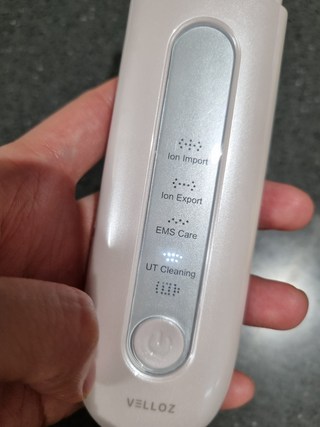 Ion Import
Ion Export
EMS Care
UT Cleaning
VELLOZ